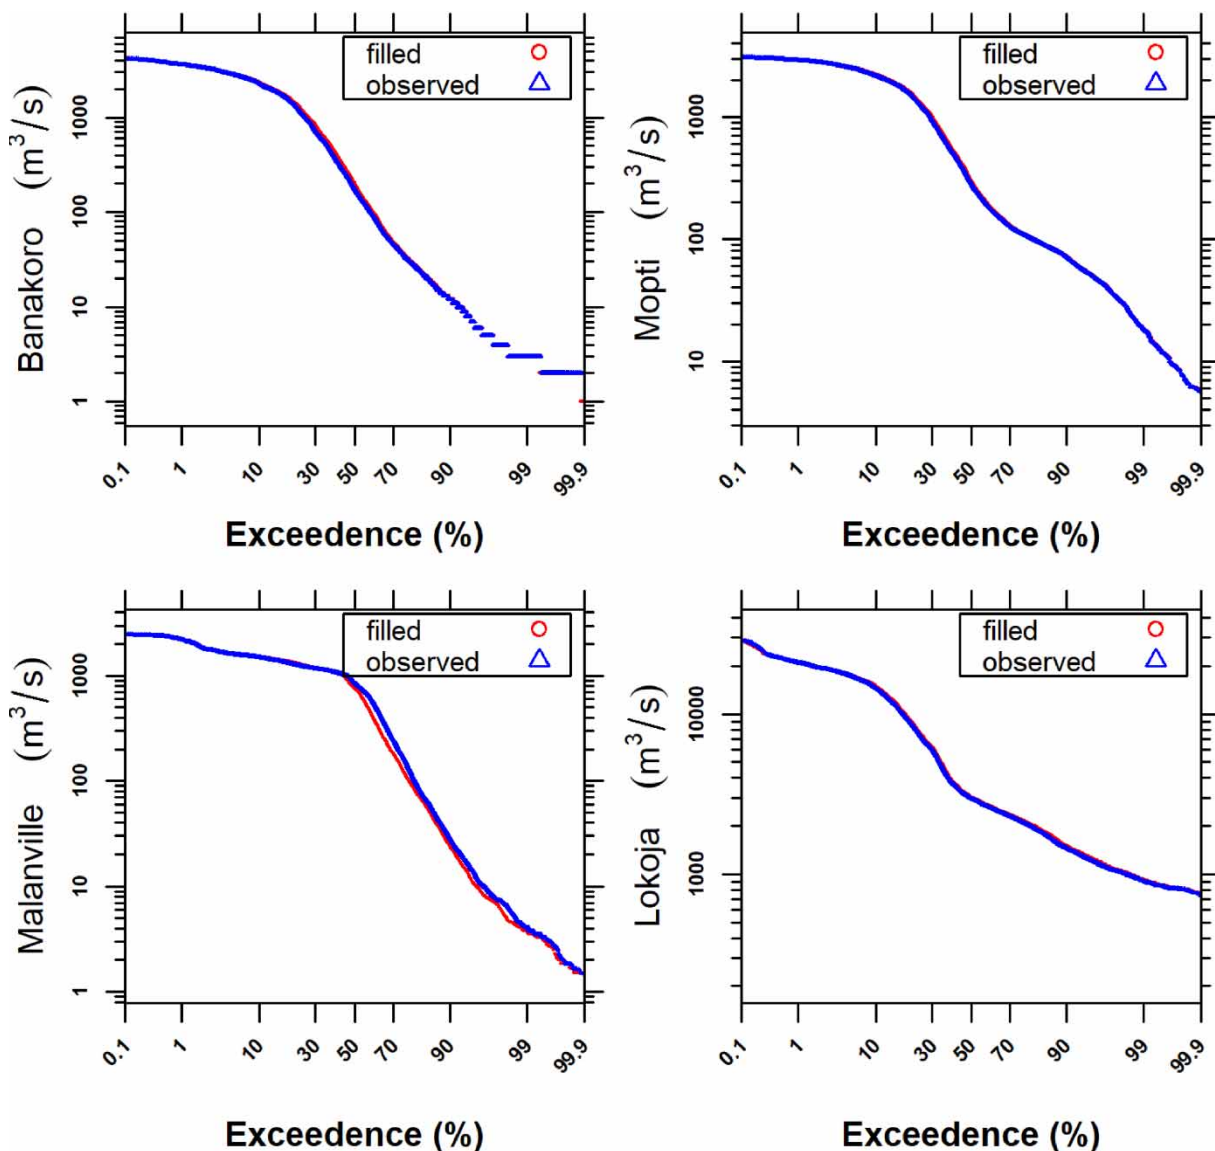 filled
observed
Banakoro (m³/s)
1000
100
10
1
0.1 1 10 30 50 70 90 99 99.9
Exceedence (%)
filled
observed
Mopti (m³/s)
1000
100
10
0.1 1 10 30 50 70 90 99 99.9
Exceedence (%)
filled
observed
Malanville (m³/s)
1000
100
10
1
0.1 1 10 30 50 70 90 99 99.9
Exceedence (%)
filled
observed
Lokoja (m³/s)
10000
1000
0.1 1 10 30 50 70 90 99 99.9
Exceedence (%)